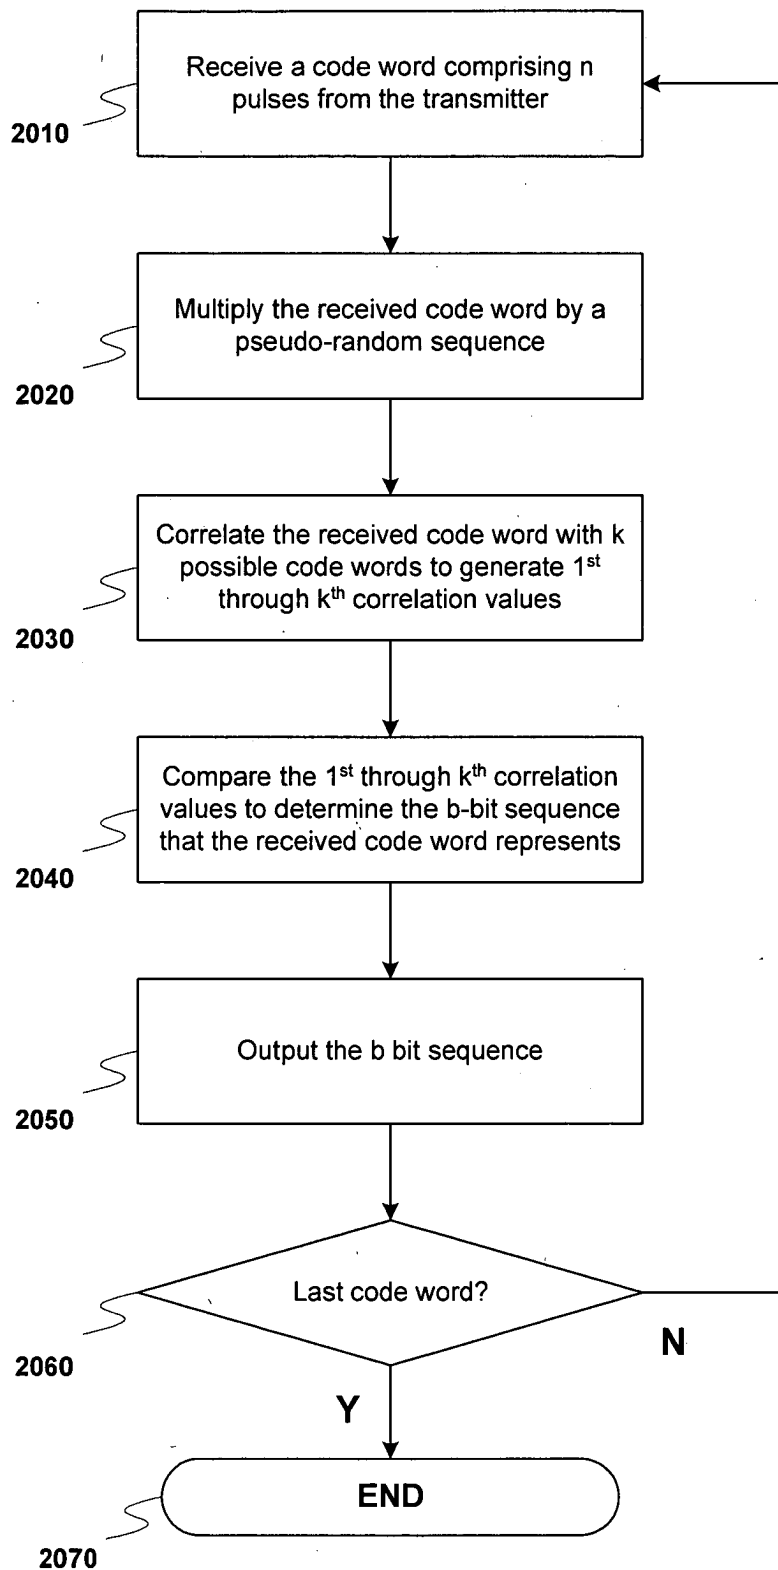 Receive a code word comprising n
pulses from the transmitter
2010
Multiply the received code word by a
pseudo-random sequence
2020
Correlate the received code word with k
possible code words to generate 1st
through kth correlation values
2030
Compare the 1st through kth correlation
values to determine the b-bit sequence
that the received code word represents
2040
Output the b bit sequence
2050
Last code word?
2060
N
Y
END
2070